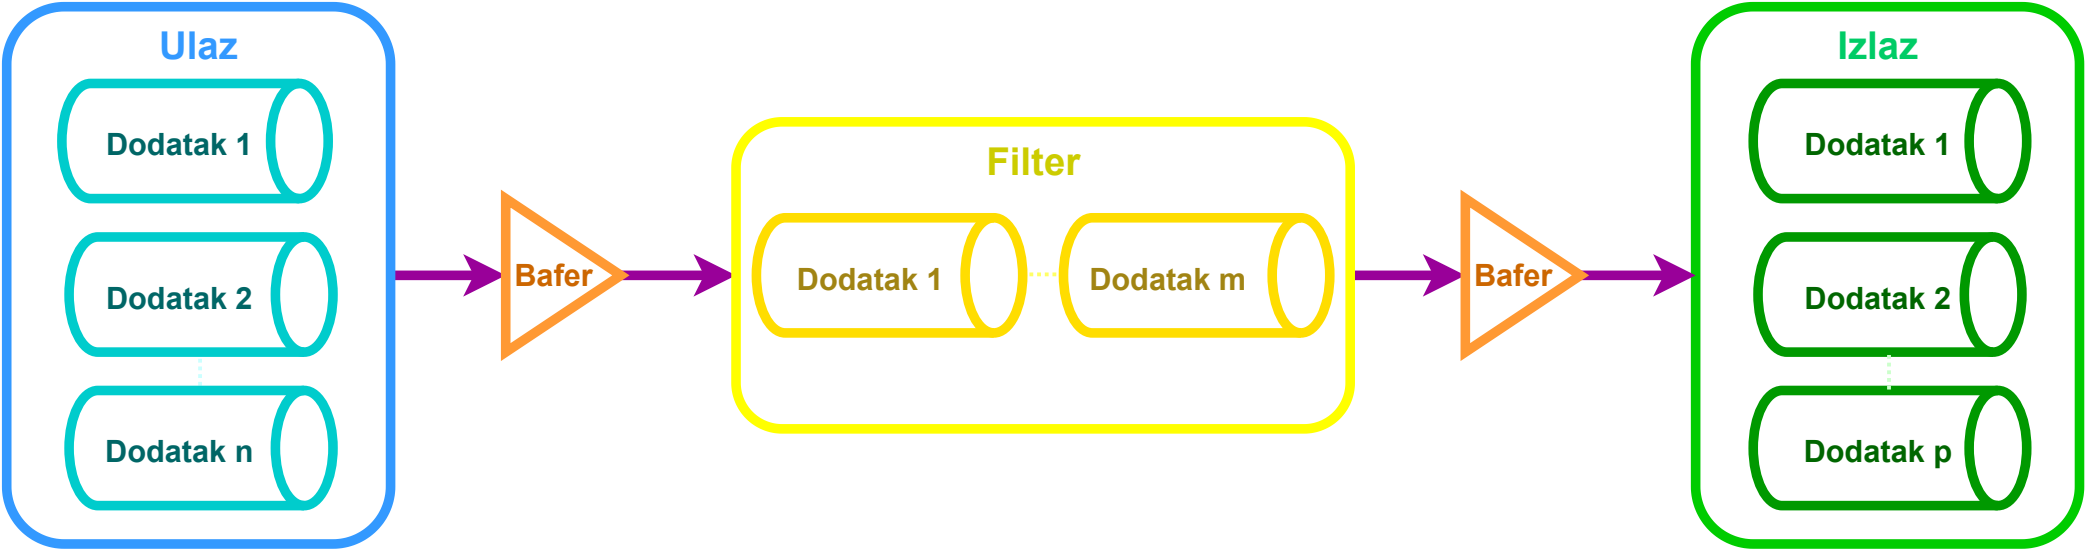 Ulaz
Dodatak 1
Dodatak 2
Dodatak n
Bafer
Filter
Dodatak 1
Dodatak m
Bafer
Izlaz
Dodatak 1
Dodatak 2
Dodatak p